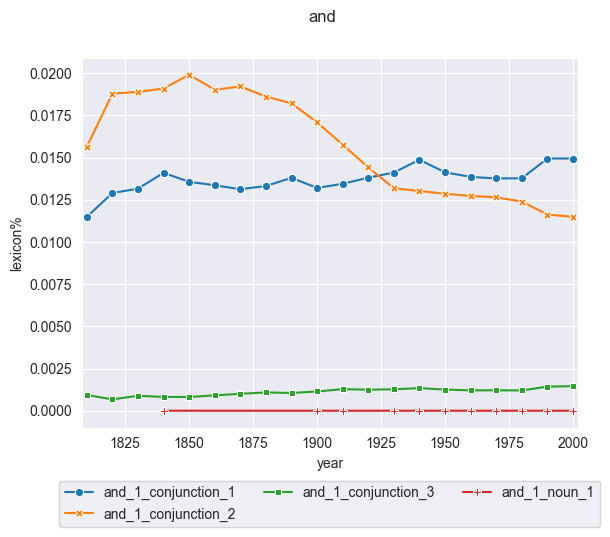 and
0.0200
0.0175
0.0150
0.0125
0.0100
0.0075
0.0050
0.0025
0.0000
lexicon%
1825 1850 1875 1900 1925 1950 1975 2000
year
and_1_conjunction_1 and_1_conjunction_3 and_1_noun_1
and_1_conjunction_2